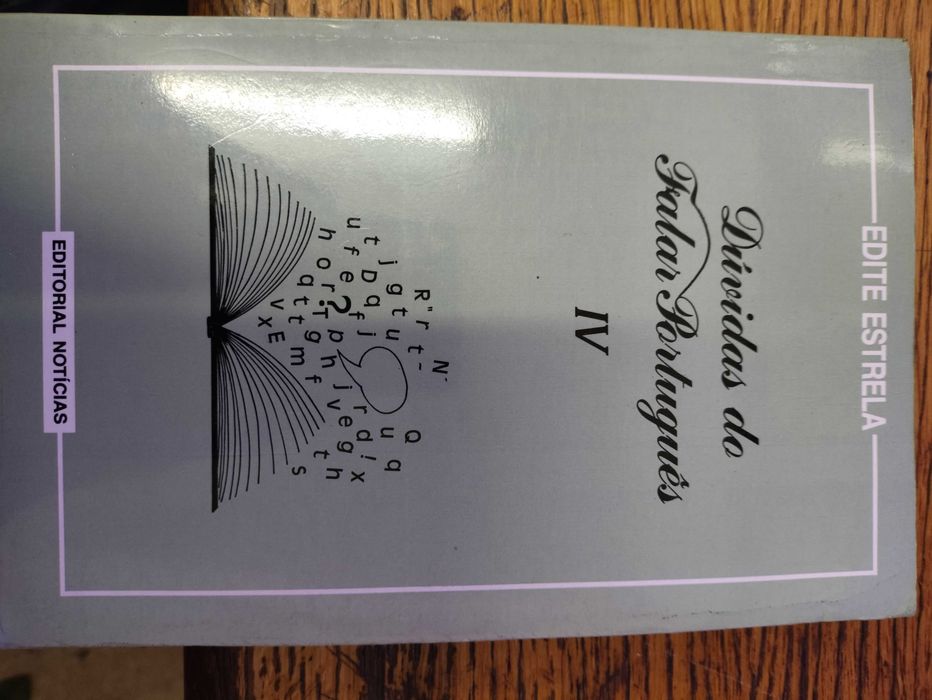 EDITE ESTRELA
Dúvidas do
Falar Português
IV
EDITORIAL NOTÍCIAS